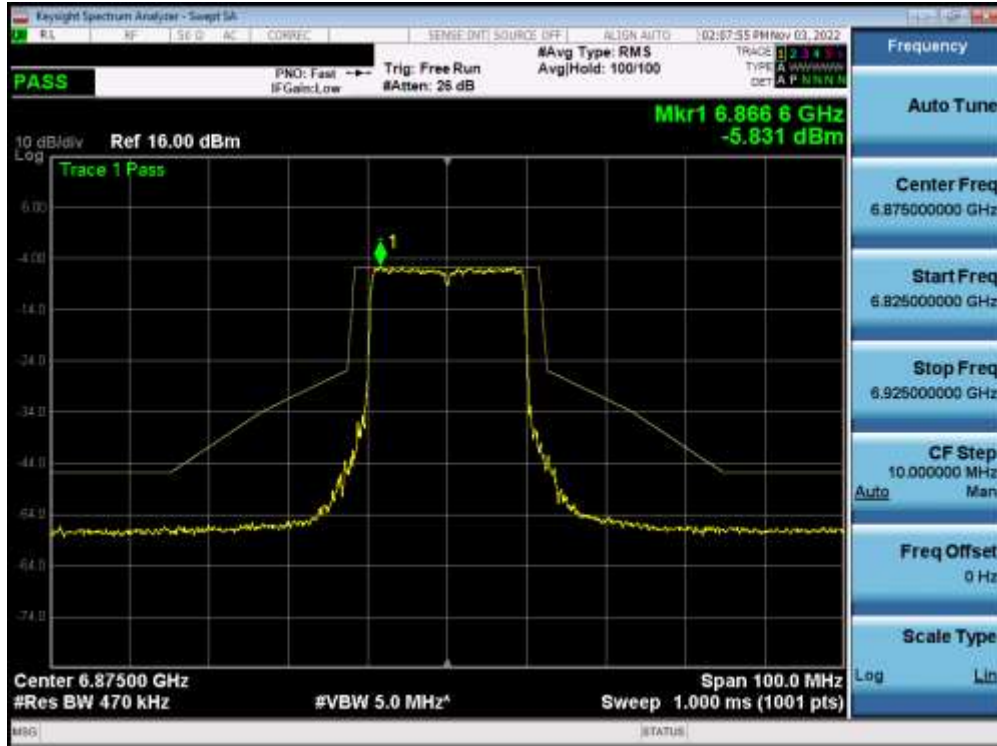 Keysight Spectrum Analyzer - Swept SA
RL RF 50 Ω AC CORREC SENSE:INT SOURCE OFF ALIGN AUTO 02:07:55 PM Nov 03, 2022
PASS
PNO: Fast
IFGain:Low
Trig: Free Run
#Atten: 26 dB
#Avg Type: RMS
Avg|Hold: 100/100
TRACE 1 2 3 4 5
TYPE A
DET A P N N N N
Mkr1 6.866 6 GHz
-5.831 dBm
10 dB/div Ref 16.00 dBm
Log
Trace 1 Pass
1
6.00
-4.00
-14.0
-24.0
-34.0
-44.0
-54.0
-64.0
-74.0
Center 6.87500 GHz
Span 100.0 MHz
#Res BW 470 kHz
#VBW 5.0 MHz*
Sweep 1.000 ms (1001 pts)
MSG
STATUS
Frequency
Auto Tune
Center Freq
6.875000000 GHz
Start Freq
6.825000000 GHz
Stop Freq
6.925000000 GHz
CF Step
10.000000 MHz
Auto Man
Freq Offset
0 Hz
Scale Type
Log Lin